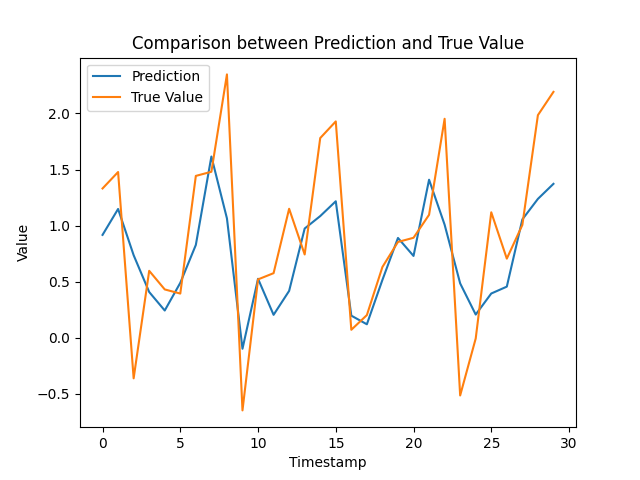 Comparison between Prediction and True Value
Prediction
True Value
2.0
1.5
1.0
0.5
0.0
−0.5
Value
0 5 10 15 20 25 30
Timestamp